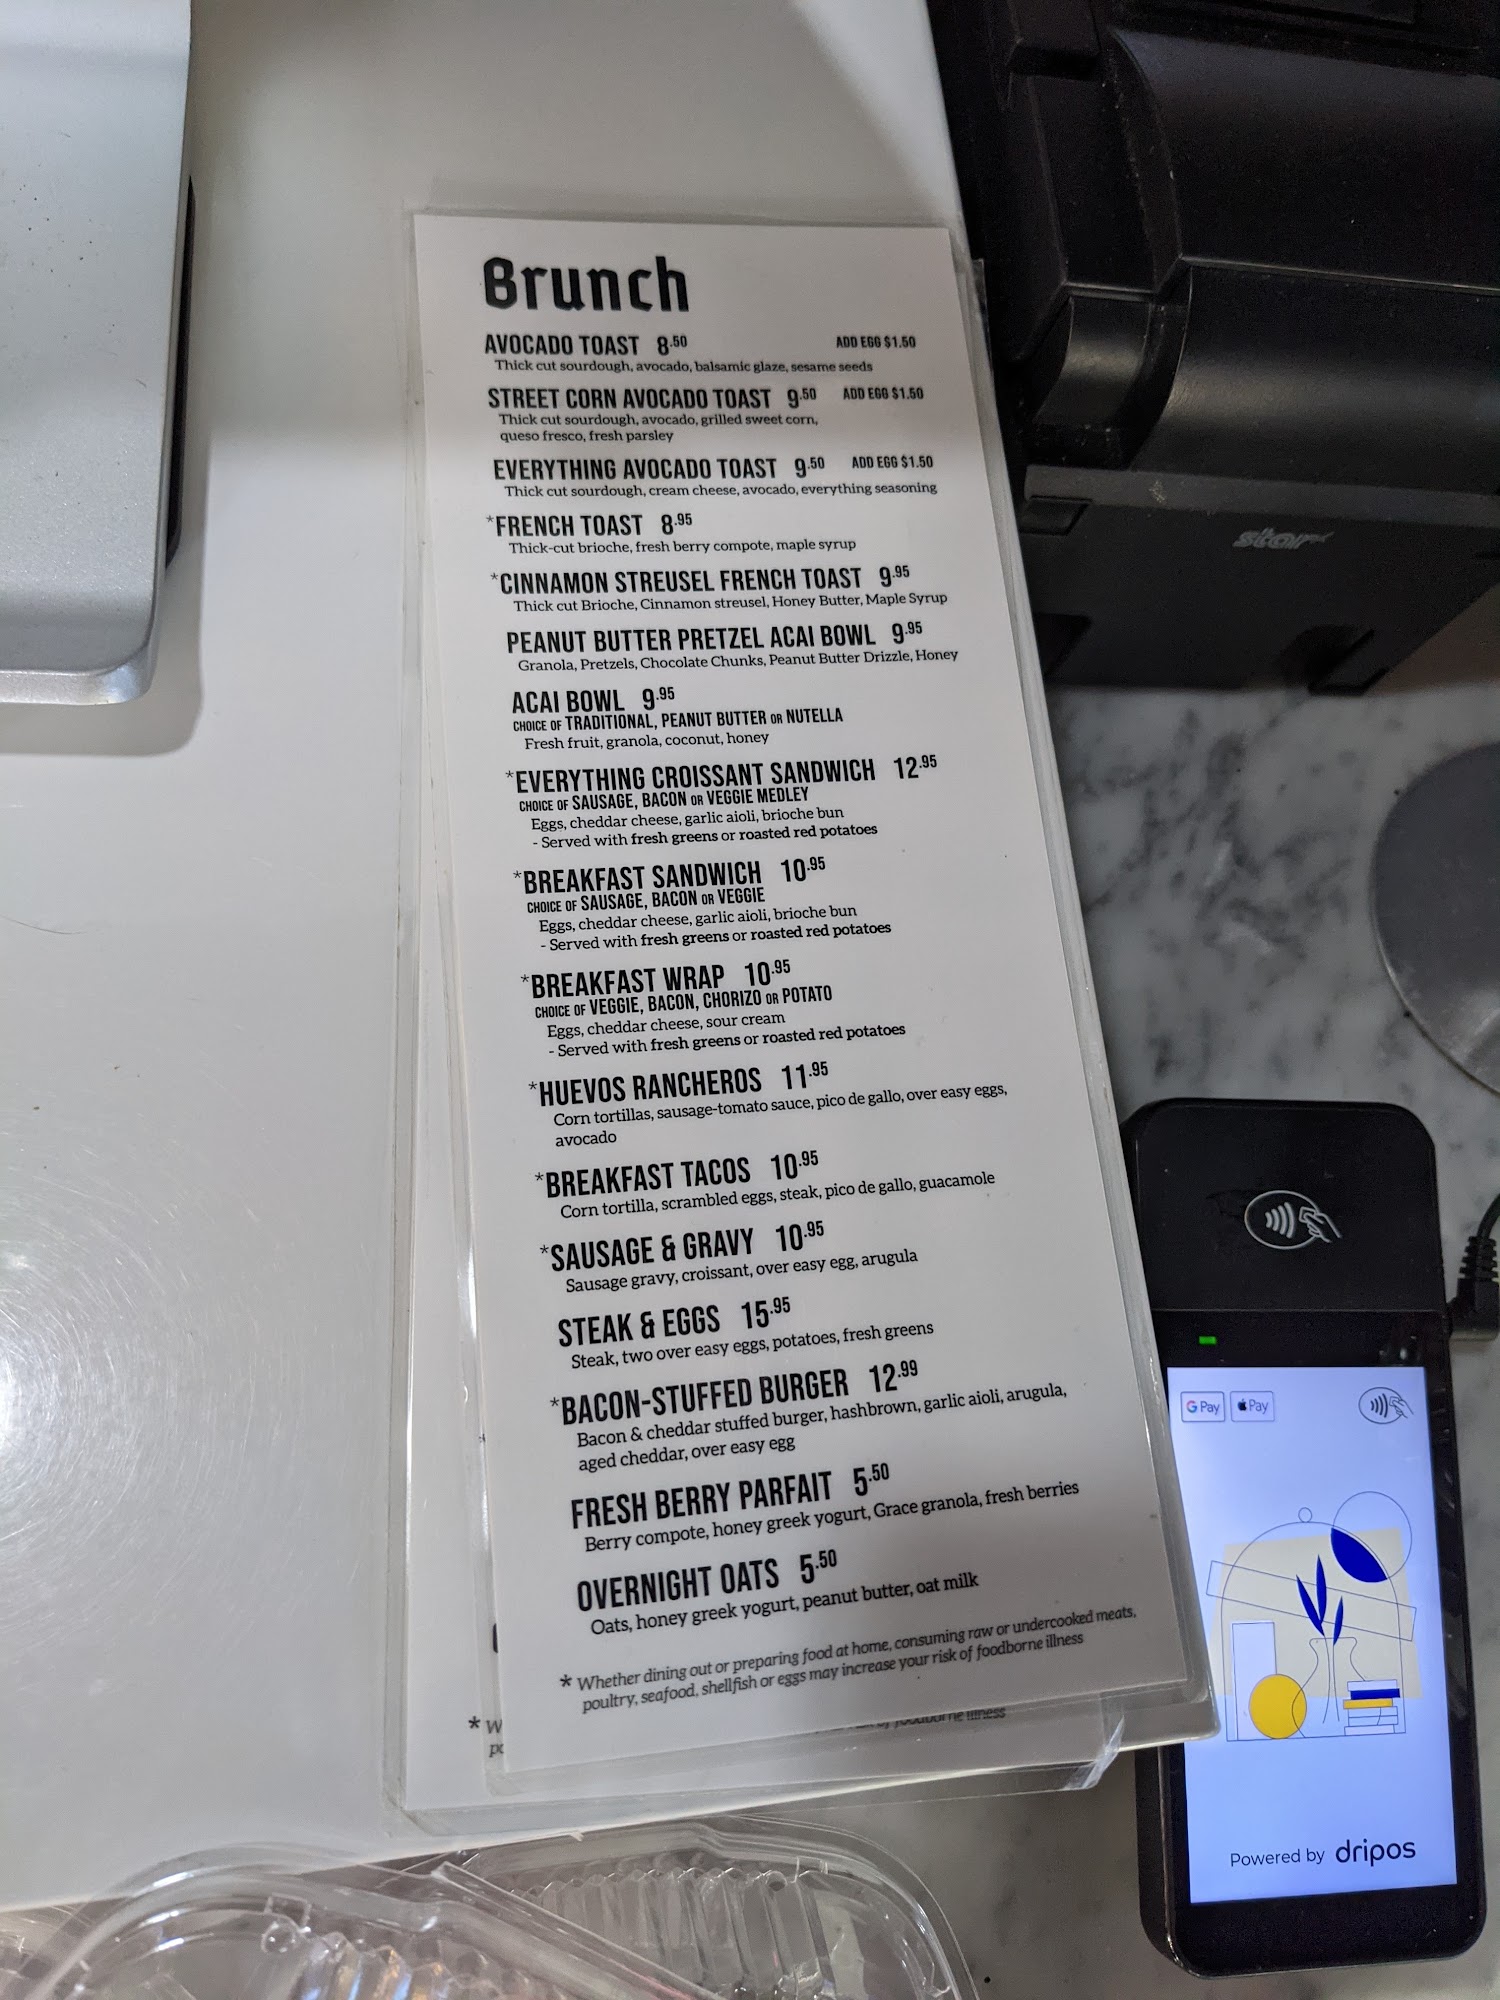 Brunch
AVOCADO TOAST 8.50 ADD EGG $1.50
Thick cut sourdough, avocado, balsamic glaze, sesame seeds
STREET CORN AVOCADO TOAST 9.50 ADD EGG $1.50
Thick cut sourdough, avocado, grilled sweet corn,
queso fresco, fresh parsley
EVERYTHING AVOCADO TOAST 9.50 ADD EGG $1.50
Thick cut sourdough, cream cheese, avocado, everything seasoning
*FRENCH TOAST 8.95
Thick-cut brioche, fresh berry compote, maple syrup
*CINNAMON STREUSEL FRENCH TOAST 9.95
Thick cut Brioche, Cinnamon streusel, Honey Butter, Maple Syrup
PEANUT BUTTER PRETZEL ACAI BOWL 9.95
Granola, Pretzels, Chocolate Chunks, Peanut Butter Drizzle, Honey
ACAI BOWL 9.95
CHOICE OF TRADITIONAL, PEANUT BUTTER OR NUTELLA
Fresh fruit, granola, coconut, honey
*EVERYTHING CROISSANT SANDWICH 12.95
CHOICE OF SAUSAGE, BACON OR VEGGIE MEDLEY
Eggs, cheddar cheese, garlic aioli, brioche bun
- Served with fresh greens or roasted red potatoes
*BREAKFAST SANDWICH 10.95
CHOICE OF SAUSAGE, BACON OR VEGGIE
Eggs, cheddar cheese, garlic aioli, brioche bun
- Served with fresh greens or roasted red potatoes
*BREAKFAST WRAP 10.95
CHOICE OF VEGGIE, BACON, CHORIZO OR POTATO
Eggs, cheddar cheese, sour cream
- Served with fresh greens or roasted red potatoes
*HUEVOS RANCHEROS 11.95
Corn tortillas, sausage-tomato sauce, pico de gallo, over easy eggs,
avocado
*BREAKFAST TACOS 10.95
Corn tortilla, scrambled eggs, steak, pico de gallo, guacamole
*SAUSAGE & GRAVY 10.95
Sausage gravy, croissant, over easy egg, arugula
STEAK & EGGS 15.95
Steak, two over easy eggs, potatoes, fresh greens
*BACON-STUFFED BURGER 12.99
Bacon & cheddar stuffed burger, hashbrown, garlic aioli, arugula,
aged cheddar, over easy egg
FRESH BERRY PARFAIT 5.50
Berry compote, honey greek yogurt, Grace granola, fresh berries
OVERNIGHT OATS 5.50
Oats, honey greek yogurt, peanut butter, oat milk
* Whether dining out or preparing food at home, consuming raw or undercooked meats,
poultry, seafood, shellfish or eggs may increase your risk of foodborne illness
foodborne illness
star
G Pay
Pay
Powered by dripos